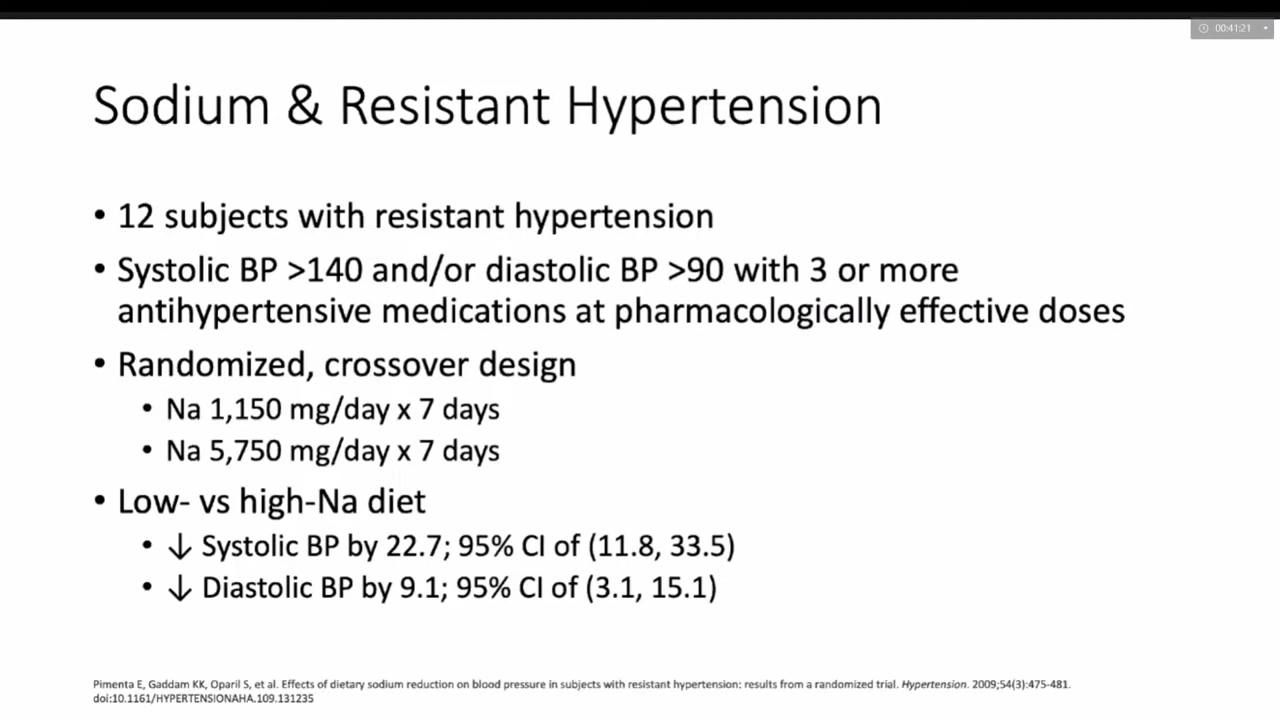 00:41:21
Sodium & Resistant Hypertension
• 12 subjects with resistant hypertension
• Systolic BP >140 and/or diastolic BP >90 with 3 or more
antihypertensive medications at pharmacologically effective doses
• Randomized, crossover design
• Na 1,150 mg/day x 7 days
• Na 5,750 mg/day x 7 days
• Low- vs high-Na diet
• ↓ Systolic BP by 22.7; 95% CI of (11.8, 33.5)
• ↓ Diastolic BP by 9.1; 95% CI of (3.1, 15.1)
Pimenta E, Gaddam KK, Oparil S, et al. Effects of dietary sodium reduction on blood pressure in subjects with resistant hypertension: results from a randomized trial. Hypertension. 2009;54(3):475-481.
doi:10.1161/HYPERTENSIONAHA.109.131235